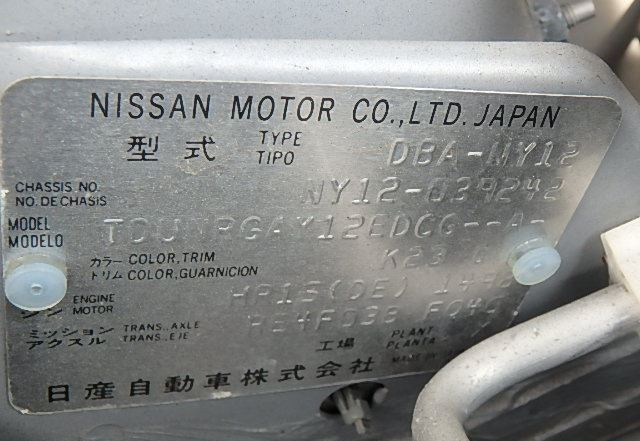 NISSAN MOTOR CO.,LTD. JAPAN
型式 TYPE TIPO DBA-NY12
CHASSIS NO. NO. DE CHASIS NY12-039242
MODEL MODELO
カラー COLOR, TRIM トリム COLOR, GUARNICION K23
ENGINE MOTOR HR15(DE)
ミッション TRANS., AXLE アクスル TRANS., EJE RE4F03B
工場 PLANT PLANTA MADE IN
日産自動車株式会社